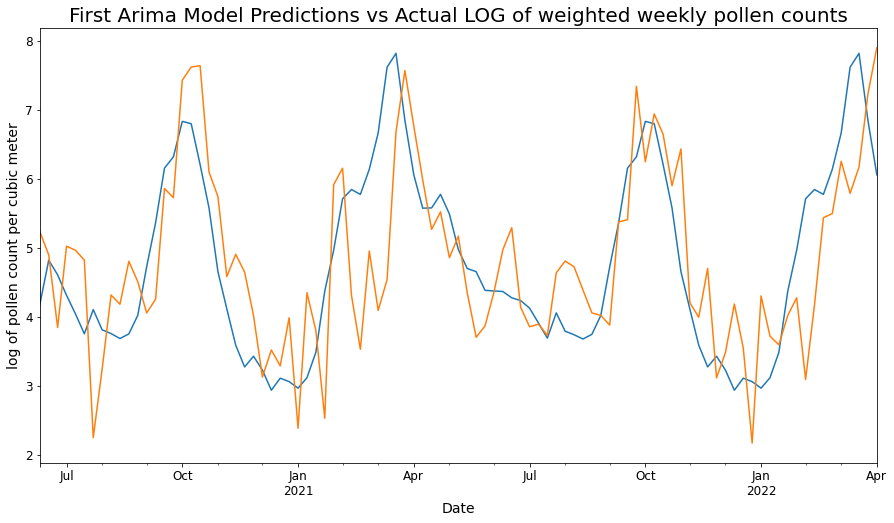 First Arima Model Predictions vs Actual LOG of weighted weekly pollen counts
log of pollen count per cubic meter
8
7
6
5
4
3
2
Jul
Oct
Jan
2021
Apr
Jul
Oct
Jan
2022
Apr
Date